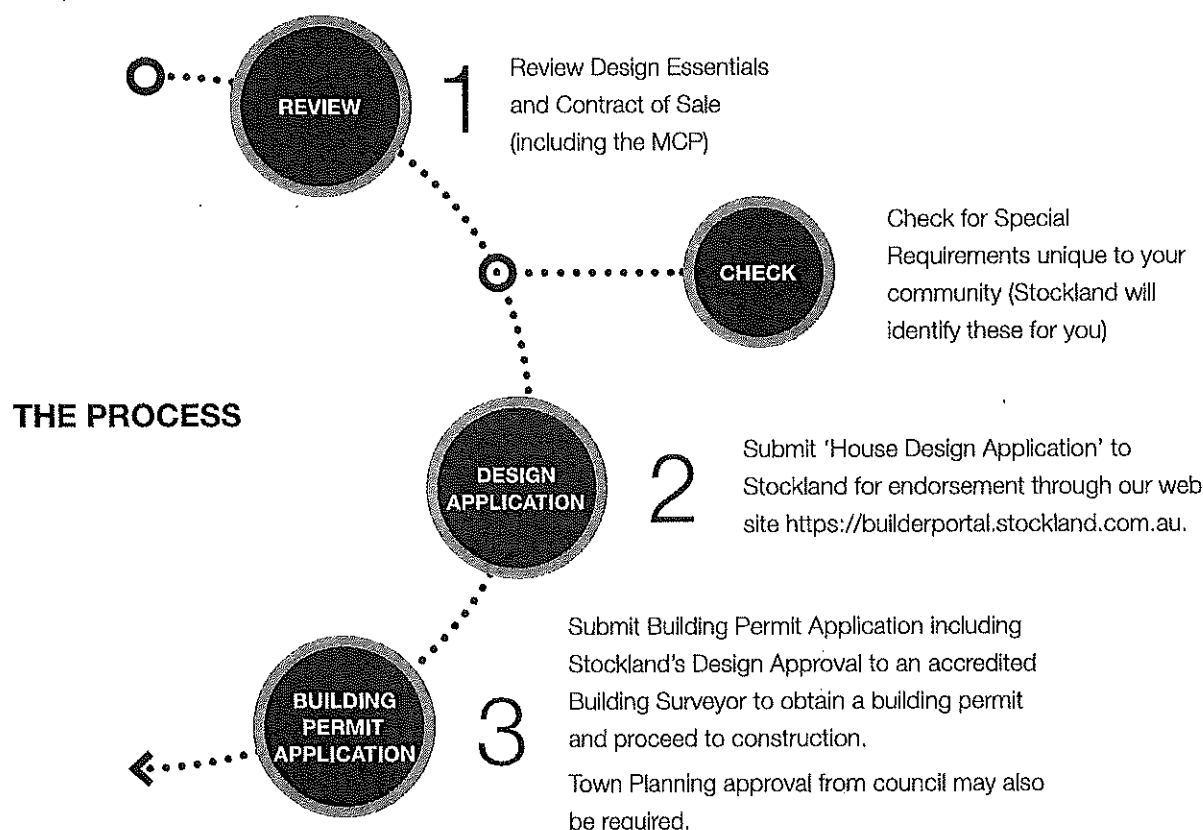 REVIEW
1
Review Design Essentials
and Contract of Sale
(including the MCP)
CHECK
Check for Special
Requirements unique to your
community (Stockland will
identify these for you)
THE PROCESS
DESIGN
APPLICATION
2
Submit ‘House Design Application’ to
Stockland for endorsement through our web
site https://builderportal.stockland.com.au.
BUILDING
PERMIT
APPLICATION
3
Submit Building Permit Application including
Stockland's Design Approval to an accredited
Building Surveyor to obtain a building permit
and proceed to construction.
Town Planning approval from council may also
be required.